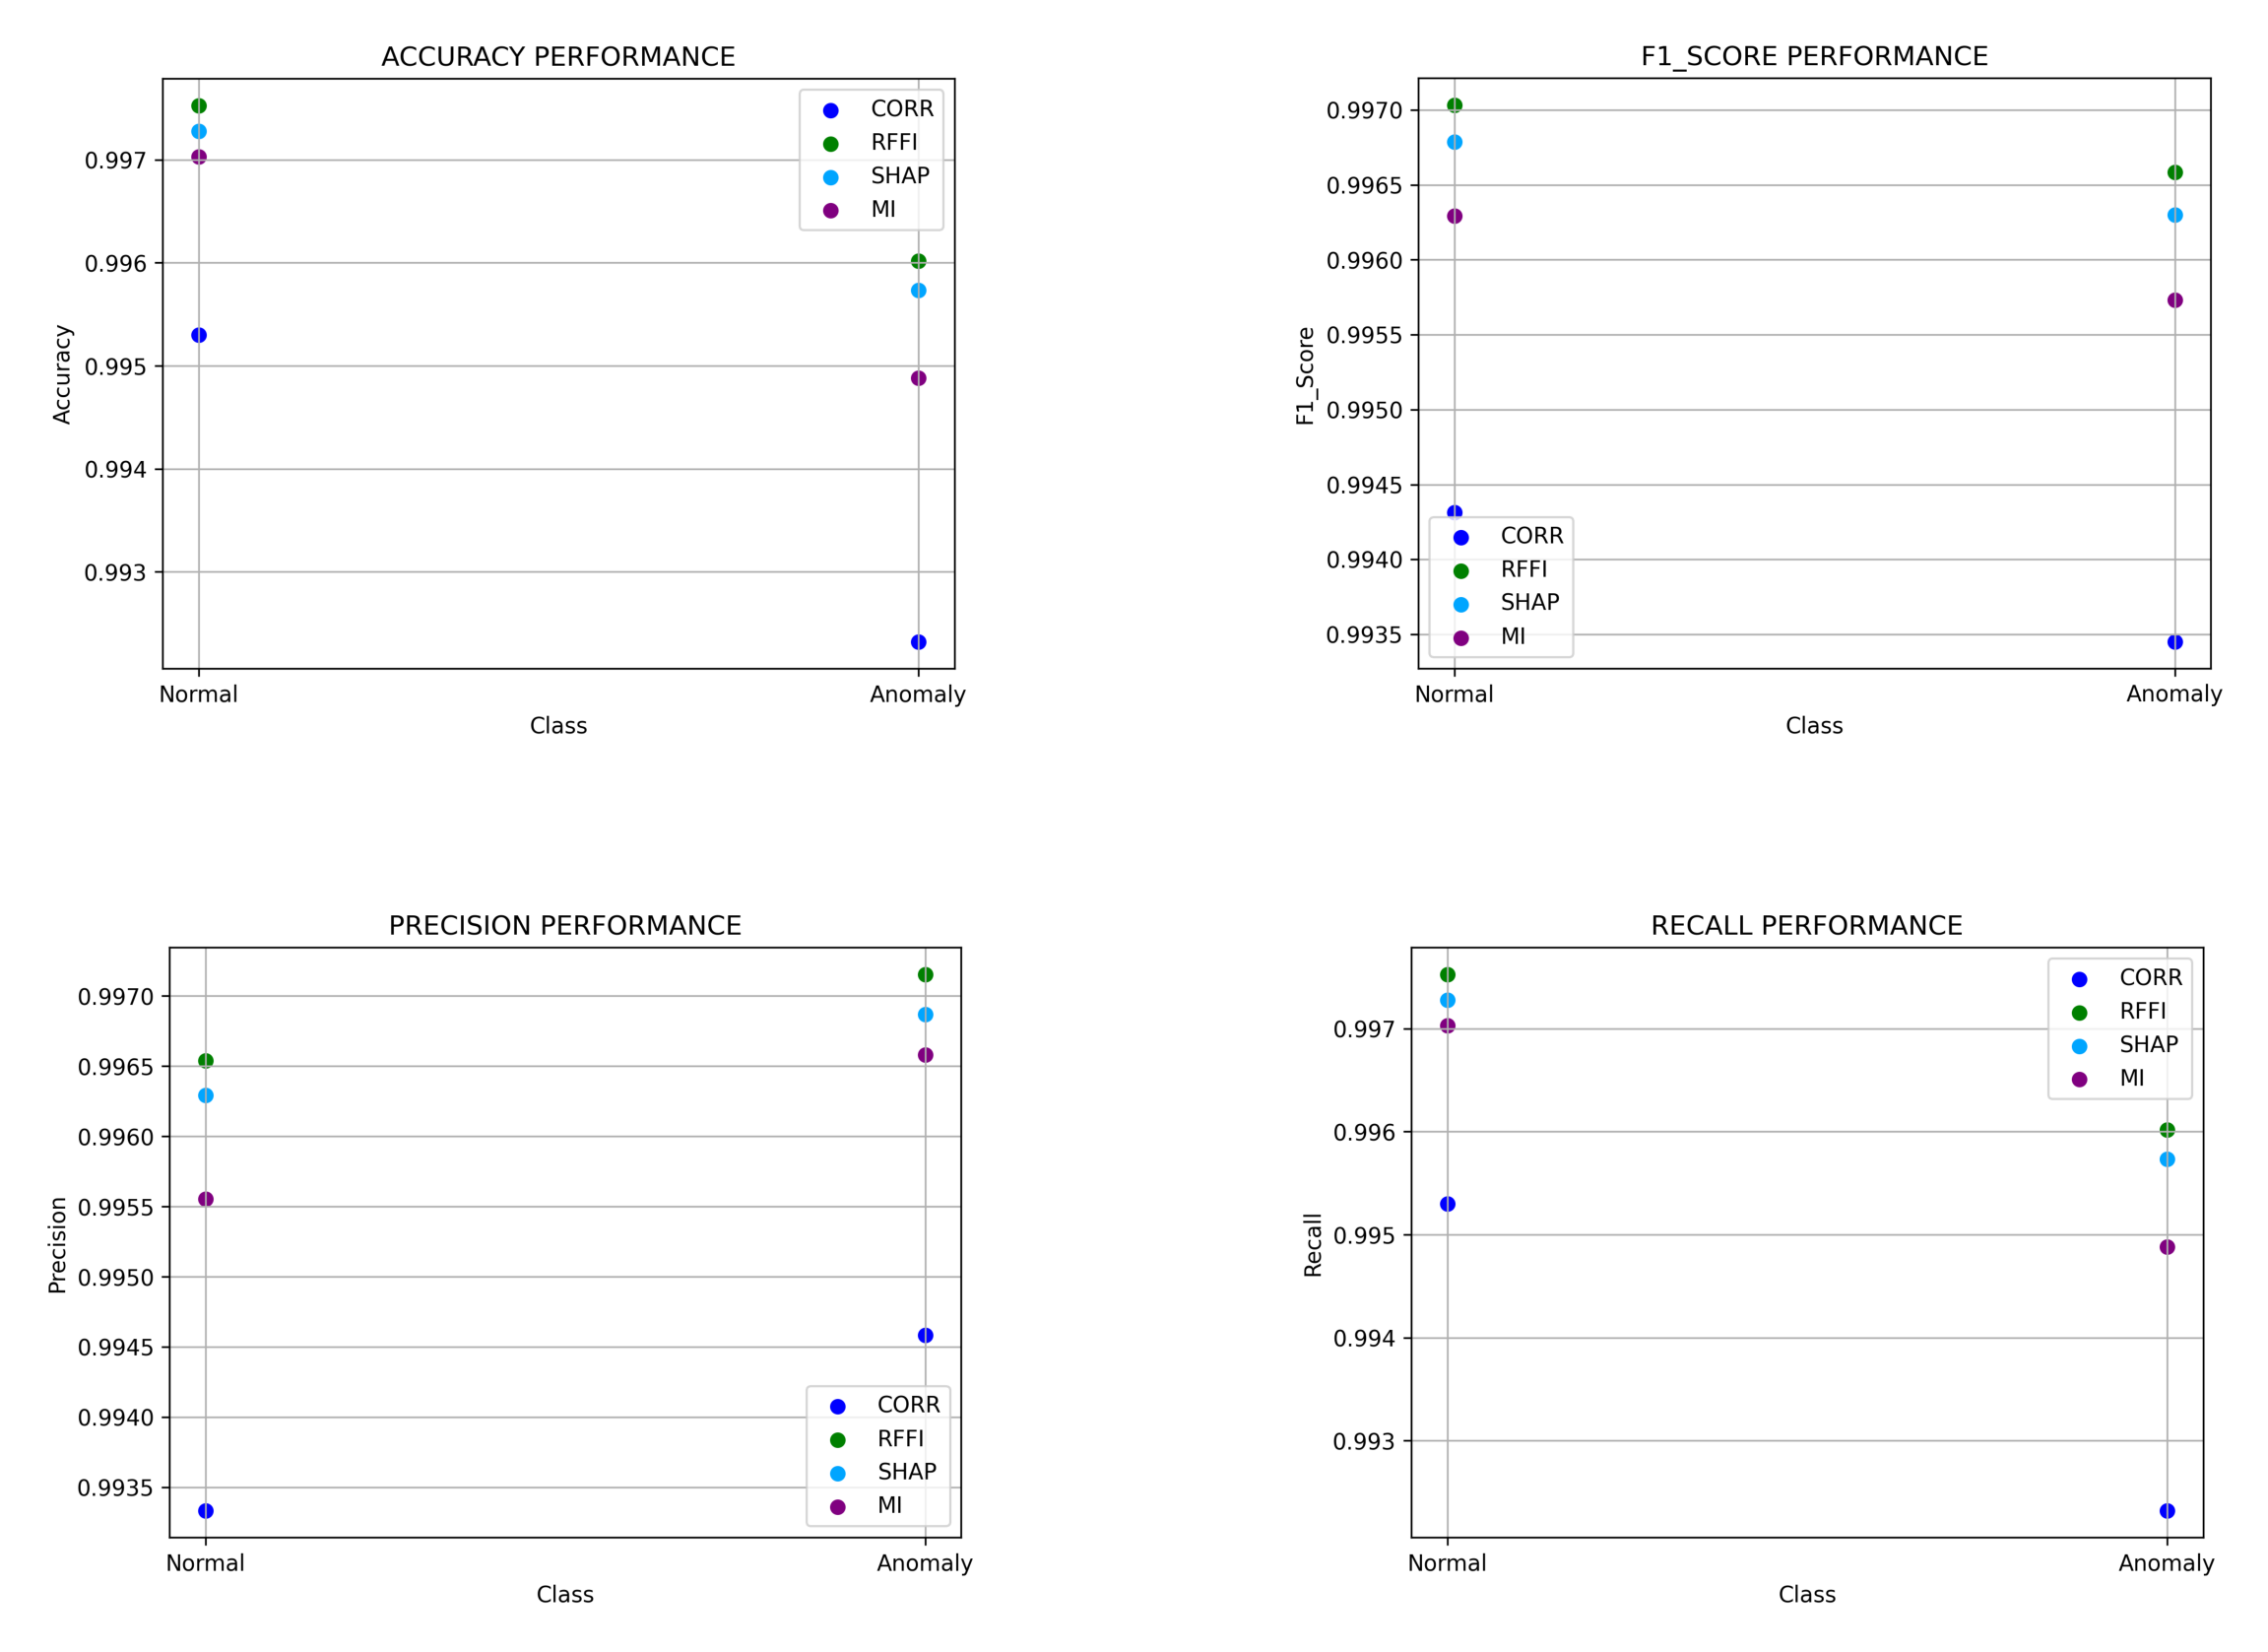 ACCURACY PERFORMANCE
0.997
0.996
0.995
0.994
0.993
Accuracy
CORR
RFFI
SHAP
MI
Normal
Anomaly
Class
F1_SCORE PERFORMANCE
0.9970
0.9965
0.9960
0.9955
0.9950
0.9945
0.9940
0.9935
F1_Score
CORR
RFFI
SHAP
MI
Normal
Anomaly
Class
PRECISION PERFORMANCE
0.9970
0.9965
0.9960
0.9955
0.9950
0.9945
0.9940
0.9935
Precision
CORR
RFFI
SHAP
MI
Normal
Anomaly
Class
RECALL PERFORMANCE
0.997
0.996
0.995
0.994
0.993
Recall
CORR
RFFI
SHAP
MI
Normal
Anomaly
Class